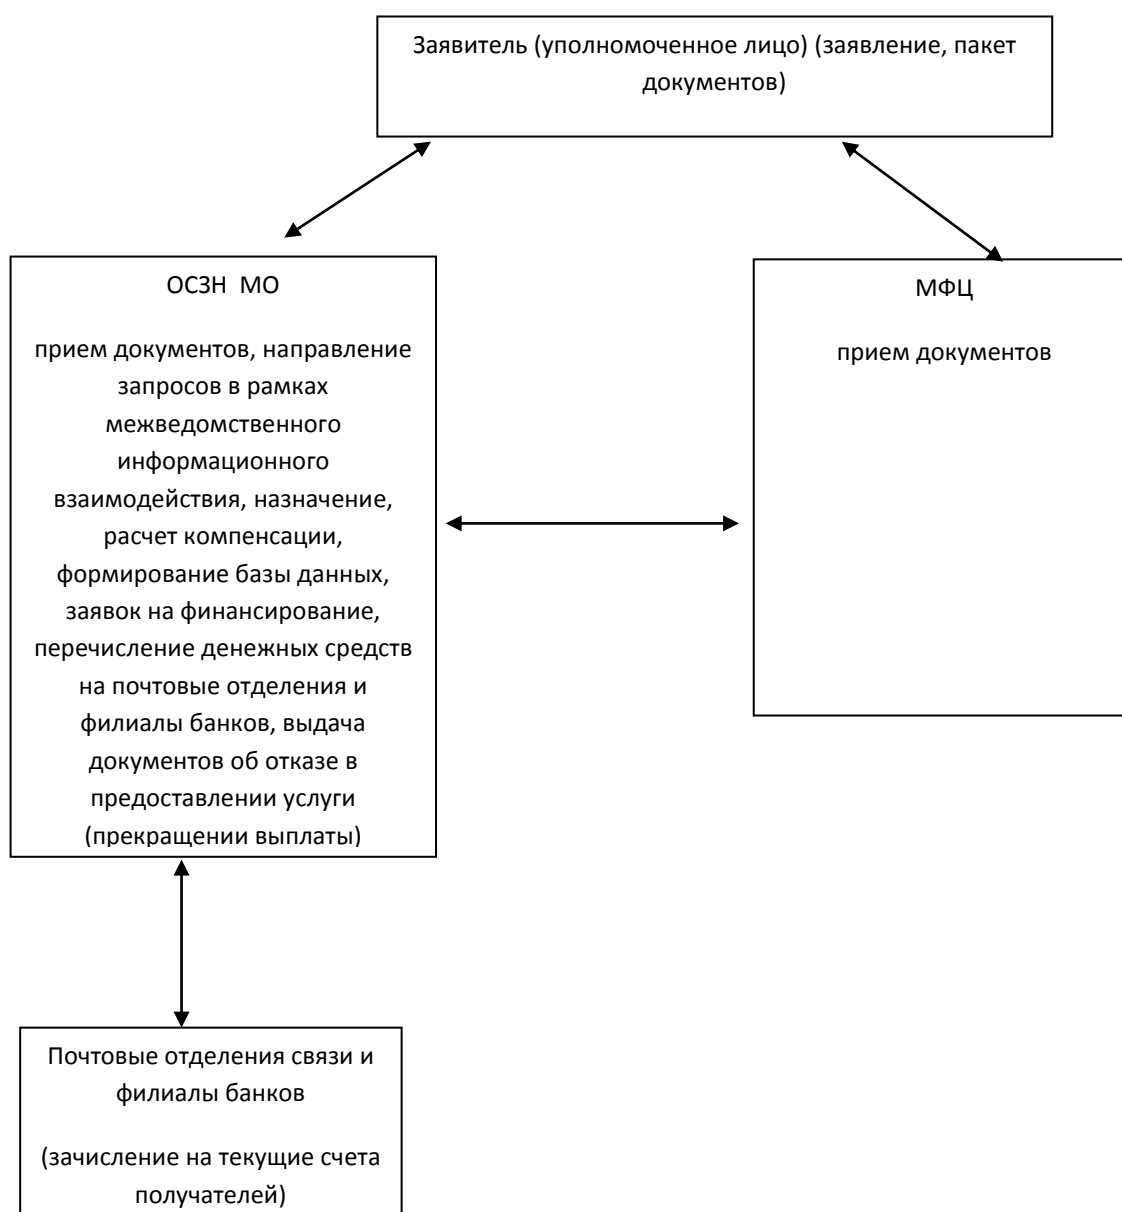 Заявитель (уполномоченное лицо) (заявление, пакет
документов)
ОСЗН  МО
прием документов, направление
запросов в рамках
межведомственного
информационного
взаимодействия, назначение,
расчет компенсации,
формирование базы данных,
заявок на финансирование,
перечисление денежных средств
на почтовые отделения и
филиалы банков, выдача
документов об отказе в
предоставлении услуги
(прекращении выплаты)
МФЦ
прием документов
Почтовые отделения связи и
филиалы банков
(зачисление на текущие счета
получателей)